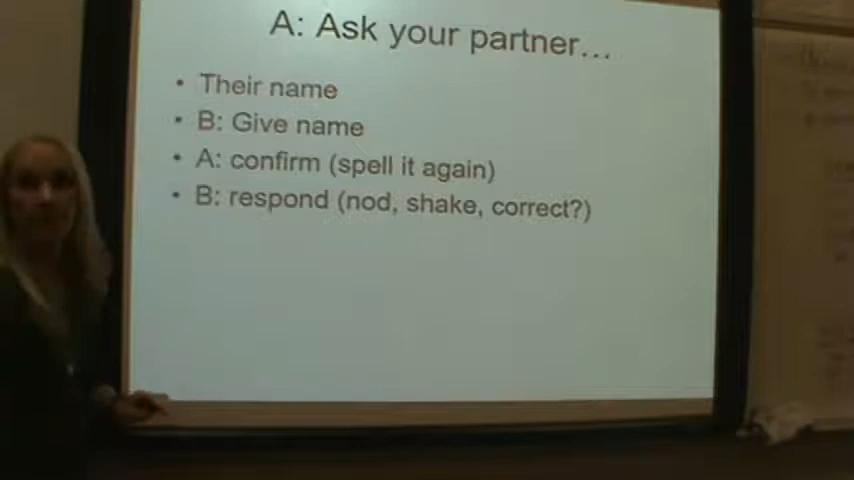 A: Ask your partner...
• Their name
• B: Give name
• A: confirm (spell it again)
• B: respond (nod, shake, correct?)